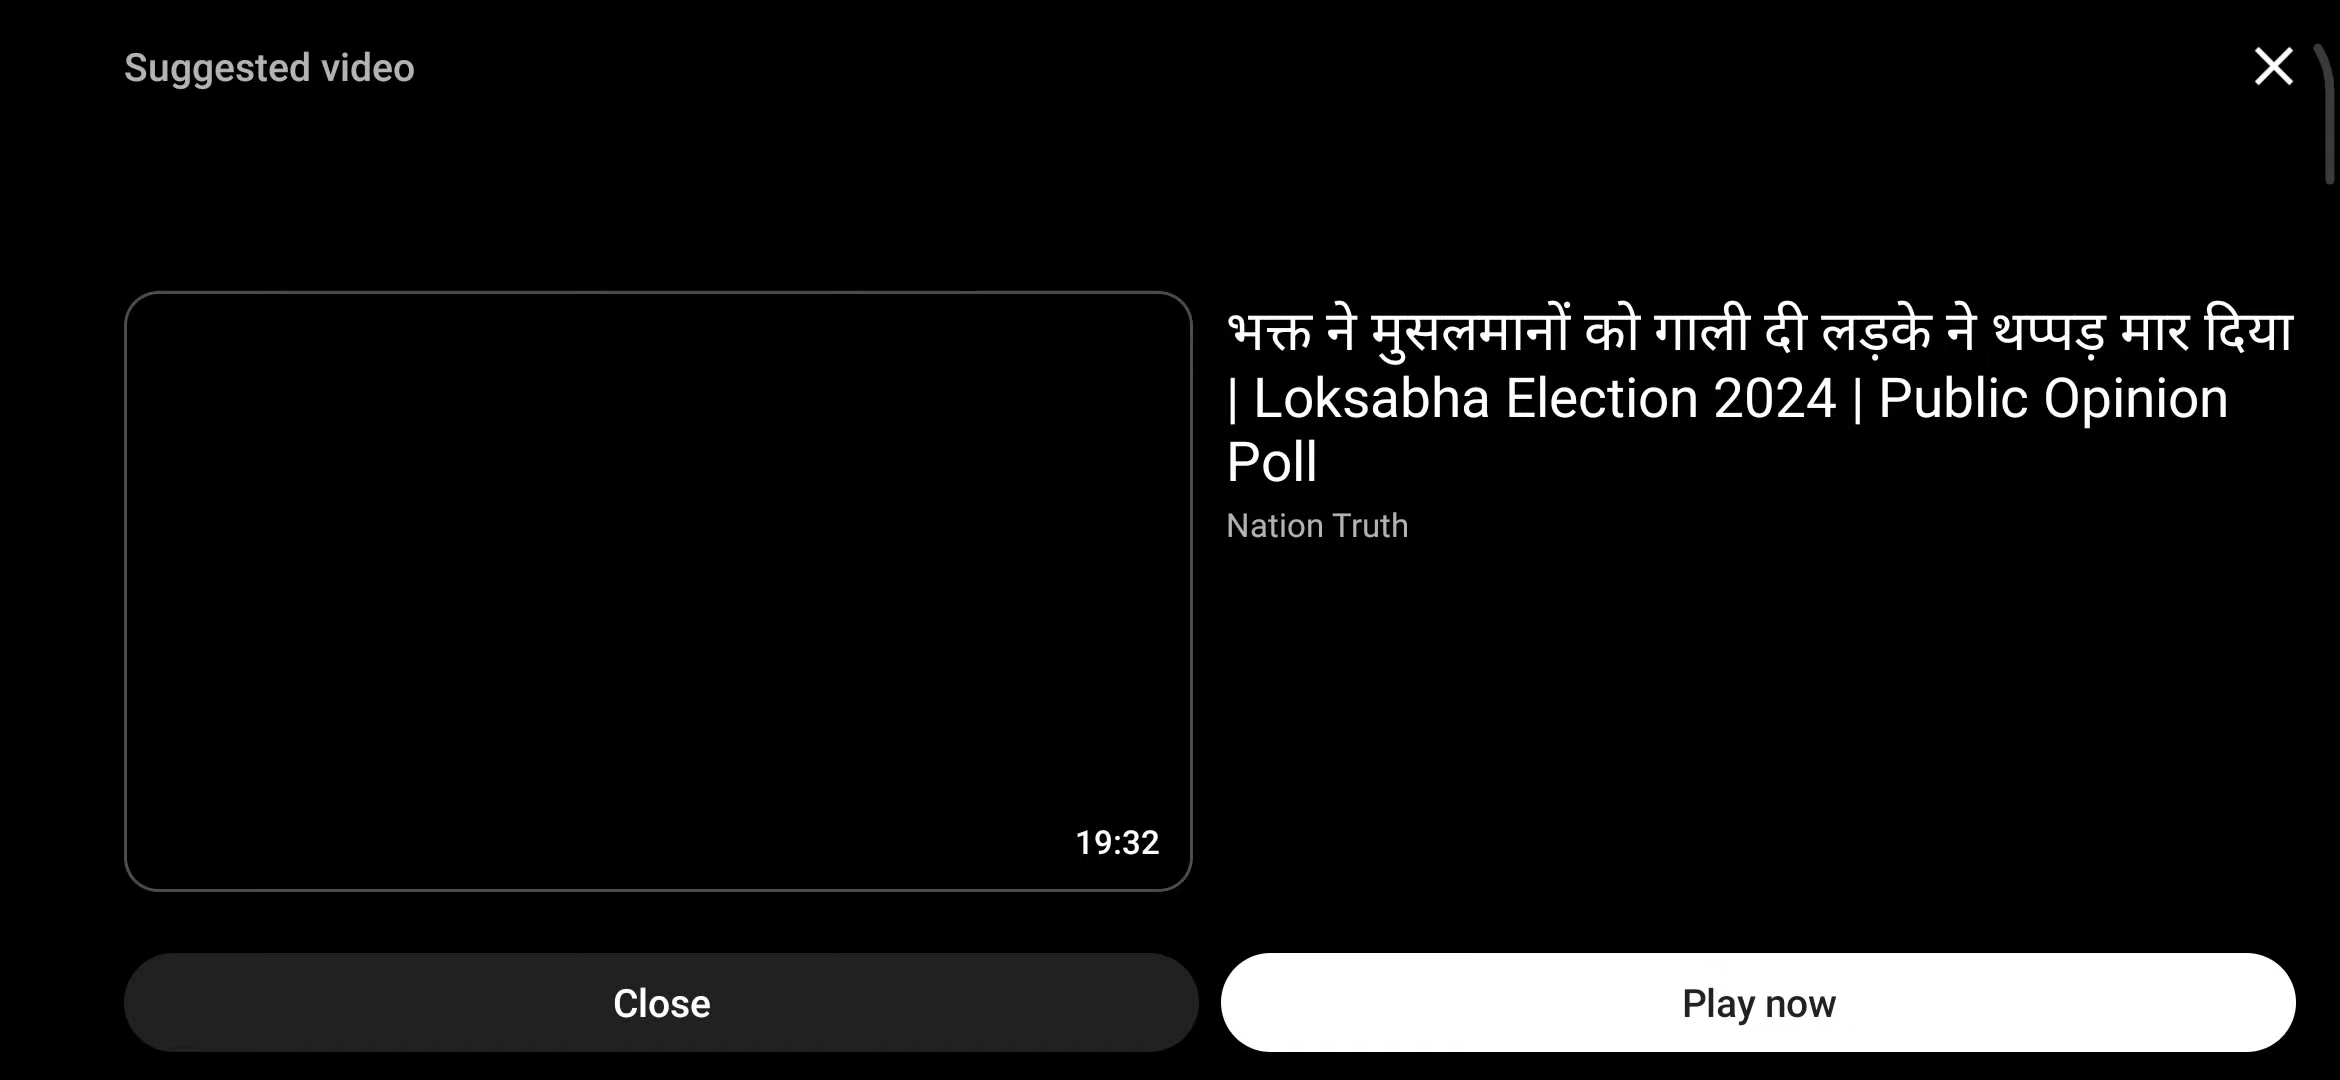 Suggested video
भक्त ने मुसलमानों को गाली दी लड़के ने थप्पड़ मार दिया
| Loksabha Election 2024 | Public Opinion
Poll
Nation Truth
19:32
Close
Play now